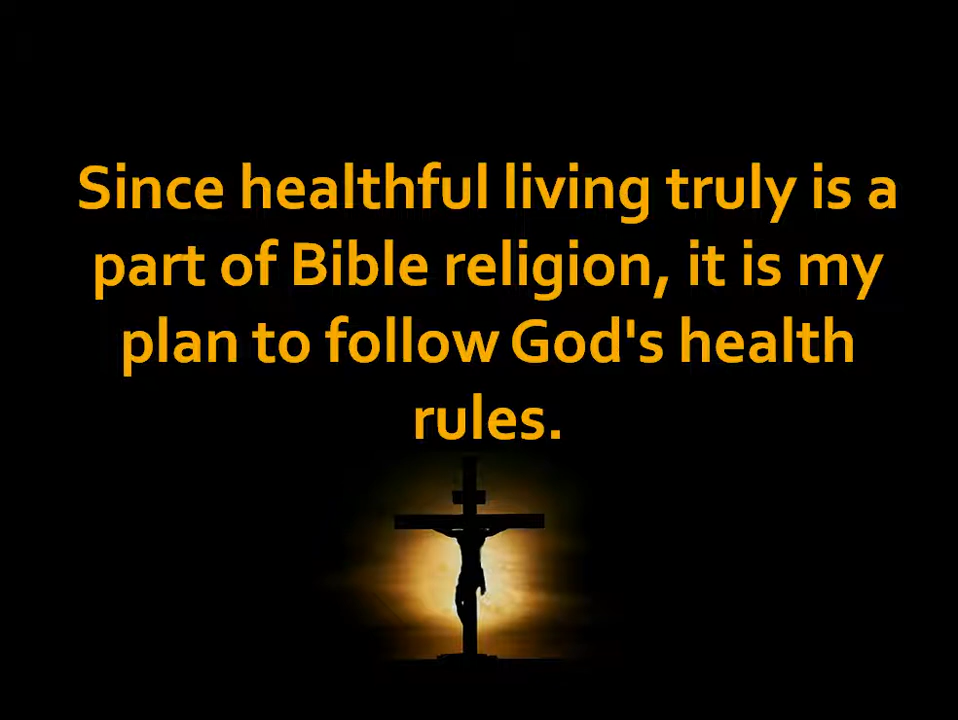 Since healthful living truly is a
part of Bible religion, it is my
plan to follow God's health
rules.